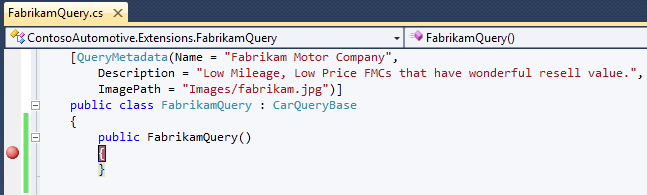 FabrikamQuery.cs
ContosoAutomotive.Extensions.FabrikamQuery FabrikamQuery()
[QueryMetadata(Name = "Fabrikam Motor Company",
Description = "Low Mileage, Low Price FMCs that have wonderful resell value.",
ImagePath = "Images/fabrikam.jpg")]
public class FabrikamQuery : CarQueryBase
{
public FabrikamQuery()
{
}